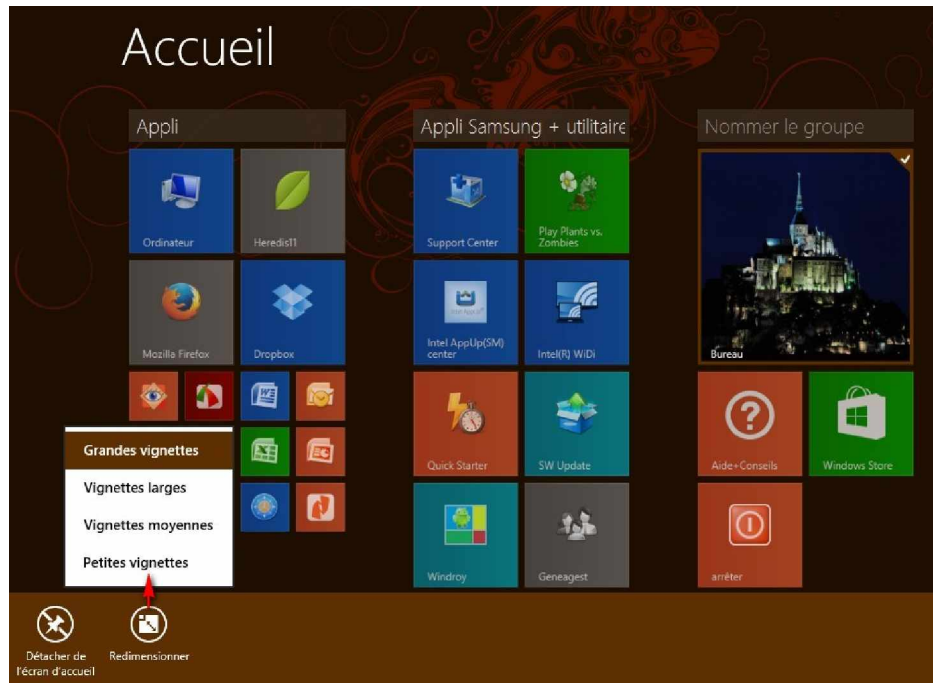 Accueil
Appli
Appli Samsung + utilitaire
Nommer le groupe
Ordinateur
Heredis11
Support Center
Play Plants vs.
Zombies
Mozilla Firefox
Dropbox
Intel AppUp(SM)
center
Intel(R) WiDi
Bureau
Quick Starter
SW Update
Aide+Conseils
Windows Store
Windroy
Geneagest
arrêter
Grandes vignettes
Vignettes larges
Vignettes moyennes
Petites vignettes
Détacher de
l'écran d'accueil
Redimensionner